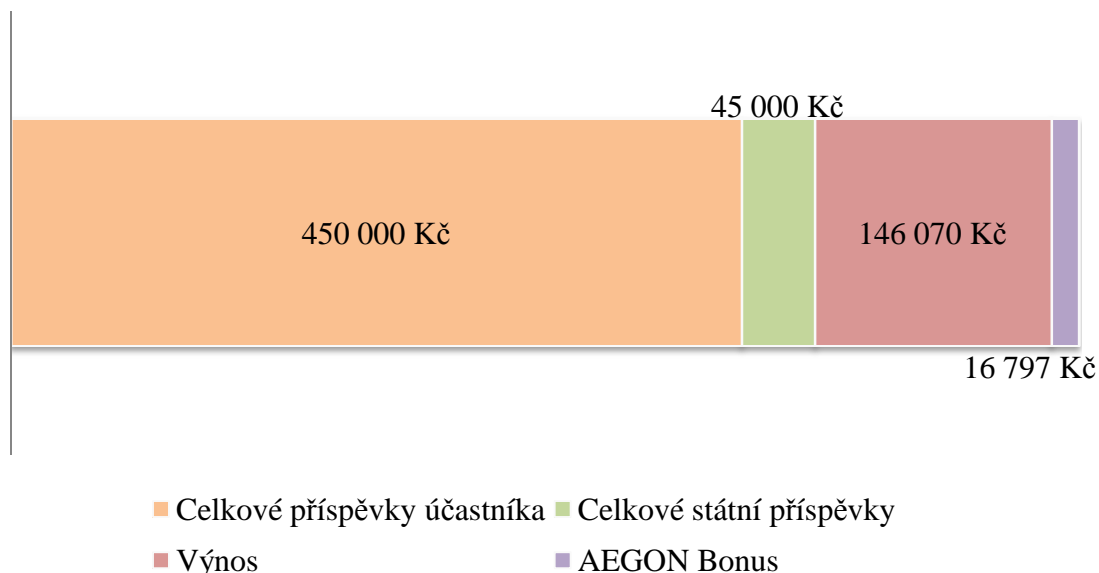 45 000 Kč
450 000 Kč
146 070 Kč
16 797 Kč
Celkové příspěvky účastníka
Celkové státní příspěvky
Výnos
AEGON Bonus